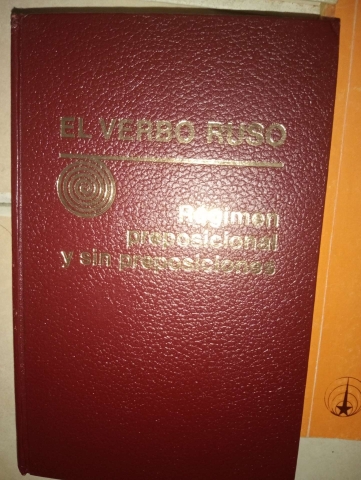 EL VERBO RUSO
Régimen
preposicional
y sin preposiciones